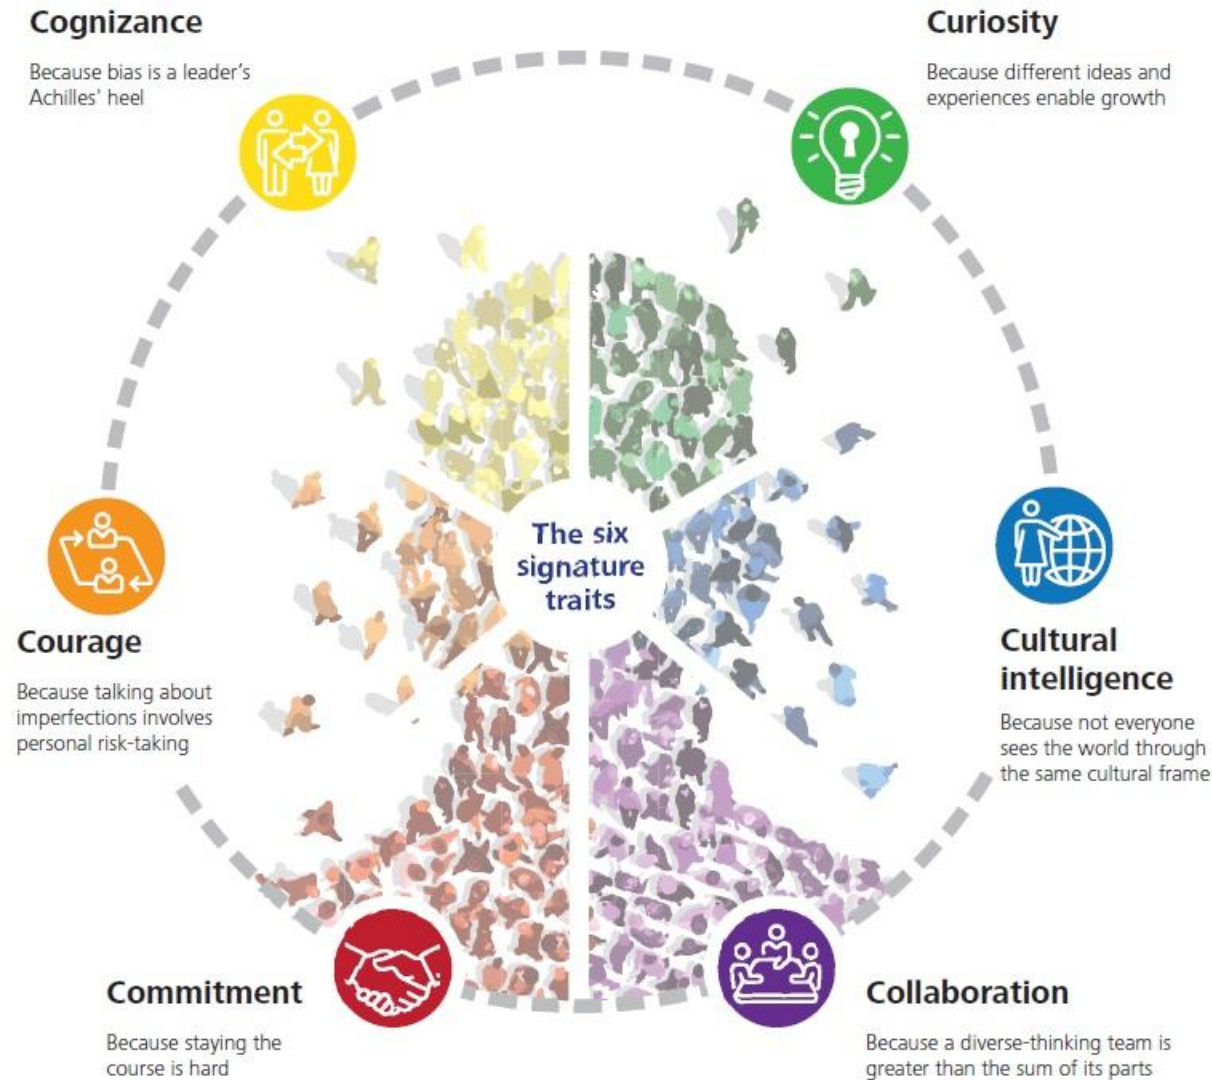 Cognizance
Because bias is a leader's
Achilles' heel
Curiosity
Because different ideas and
experiences enable growth
The six
signature
traits
Courage
Because talking about
imperfections involves
personal risk-taking
Cultural
intelligence
Because not everyone
sees the world through
the same cultural frame
Commitment
Because staying the
course is hard
Collaboration
Because a diverse-thinking team is
greater than the sum of its parts